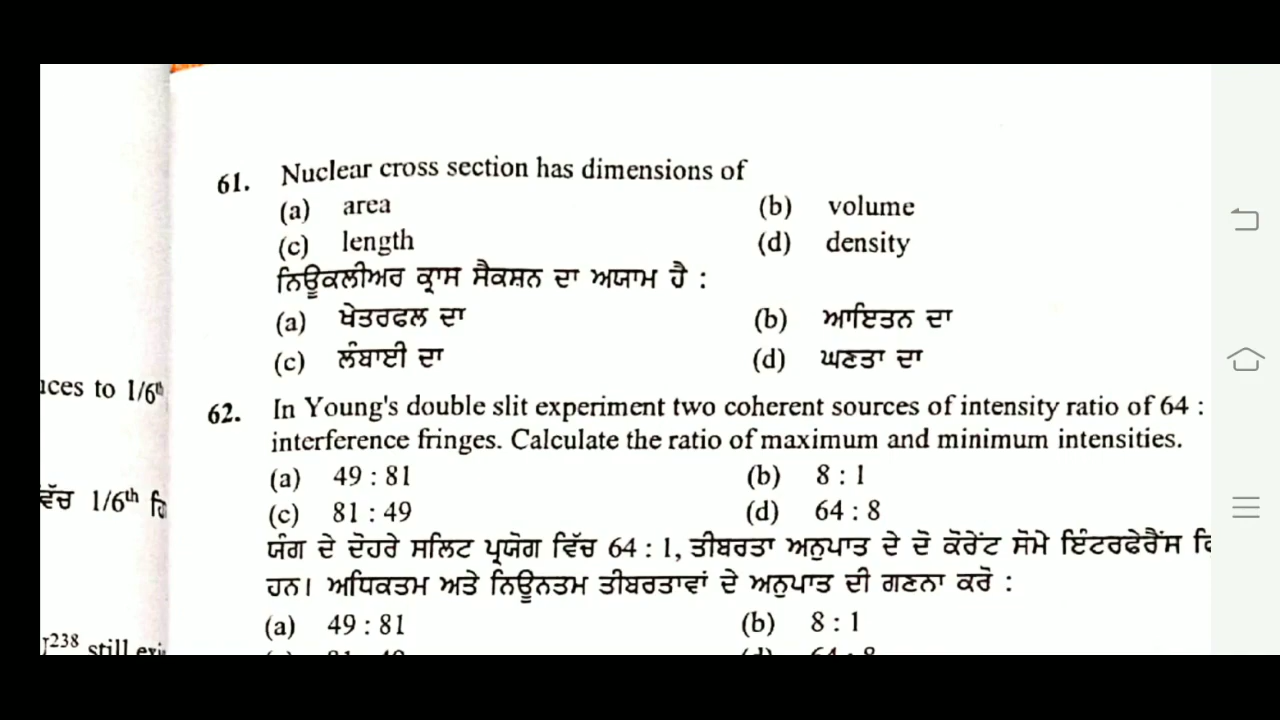 61. Nuclear cross section has dimensions of
(a) area (b) volume
(c) length (d) density
ਨਿਊਕਲੀਅਰ ਕ੍ਰਾਸ ਸੈਕਸ਼ਨ ਦਾ ਅਯਾਮ ਹੈ :
(a) ਖੇਤਰਫਲ ਦਾ (b) ਆਇਤਨ ਦਾ
(c) ਲੰਬਾਈ ਦਾ (d) ਘਣਤਾ ਦਾ
to 1/6th
62. In Young's double slit experiment two coherent sources of intensity ratio of 64 :
interference fringes. Calculate the ratio of maximum and minimum intensities.
(a) 49 : 81 (b) 8 : 1
1/6th
(c) 81 : 49 (d) 64 : 8
ਯੰਗ ਦੇ ਦੋਹਰੇ ਸਲਿਟ ਪ੍ਰਯੋਗ ਵਿੱਚ 64 : 1, ਤੀਬਰਤਾ ਅਨੁਪਾਤ ਦੇ ਦੋ ਕੋਰੇਂਟ ਸੋਮੇ ਇੰਟਰਫੇਰੈਂਸ
ਹਨ। ਅਧਿਕਤਮ ਅਤੇ ਨਿਊਨਤਮ ਤੀਬਰਤਾਵਾਂ ਦੇ ਅਨੁਪਾਤ ਦੀ ਗਣਨਾ ਕਰੋ :
(a) 49 : 81 (b) 8 : 1
238 still